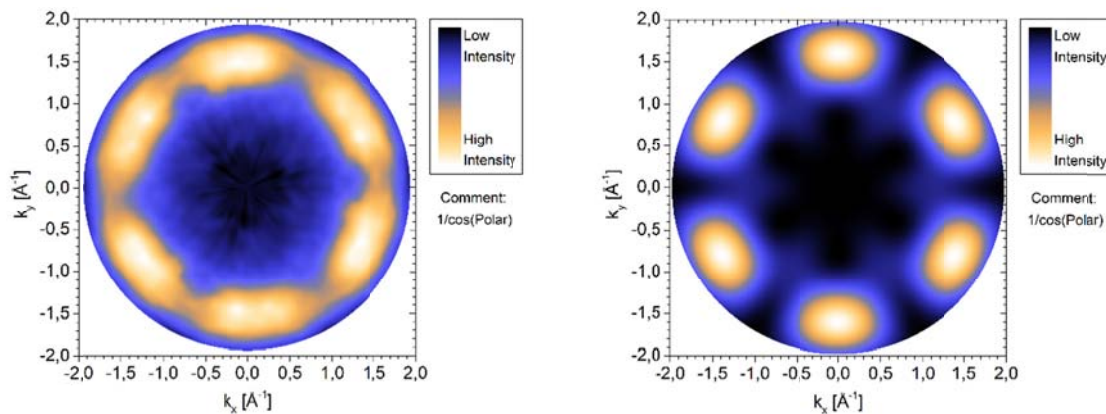 2,0
1,5
1,0
0,5
0,0
-0,5
-1,0
-1,5
-2,0
k_y [Å⁻¹]
-2,0 -1,5 -1,0 -0,5 0,0 0,5 1,0 1,5 2,0
k_x [Å⁻¹]
Low
Intensity
High
Intensity
Comment:
1/cos(Polar)
2,0
1,5
1,0
0,5
0,0
-0,5
-1,0
-1,5
-2,0
k_y [Å⁻¹]
-2,0 -1,5 -1,0 -0,5 0,0 0,5 1,0 1,5 2,0
k_x [Å⁻¹]
Low
Intensity
High
Intensity
Comment:
1/cos(Polar)